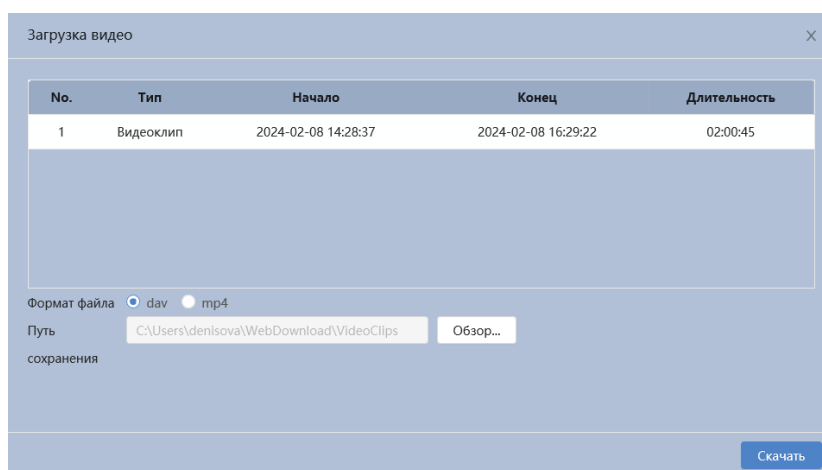 Загрузка видео
No. Тип Начало Конец Длительность
1 Видеоклип 2024-02-08 14:28:37 2024-02-08 16:29:22 02:00:45
Формат файла dav mp4
Путь сохранения C:\Users\denisova\WebDownload\VideoClips Обзор...
Скачать